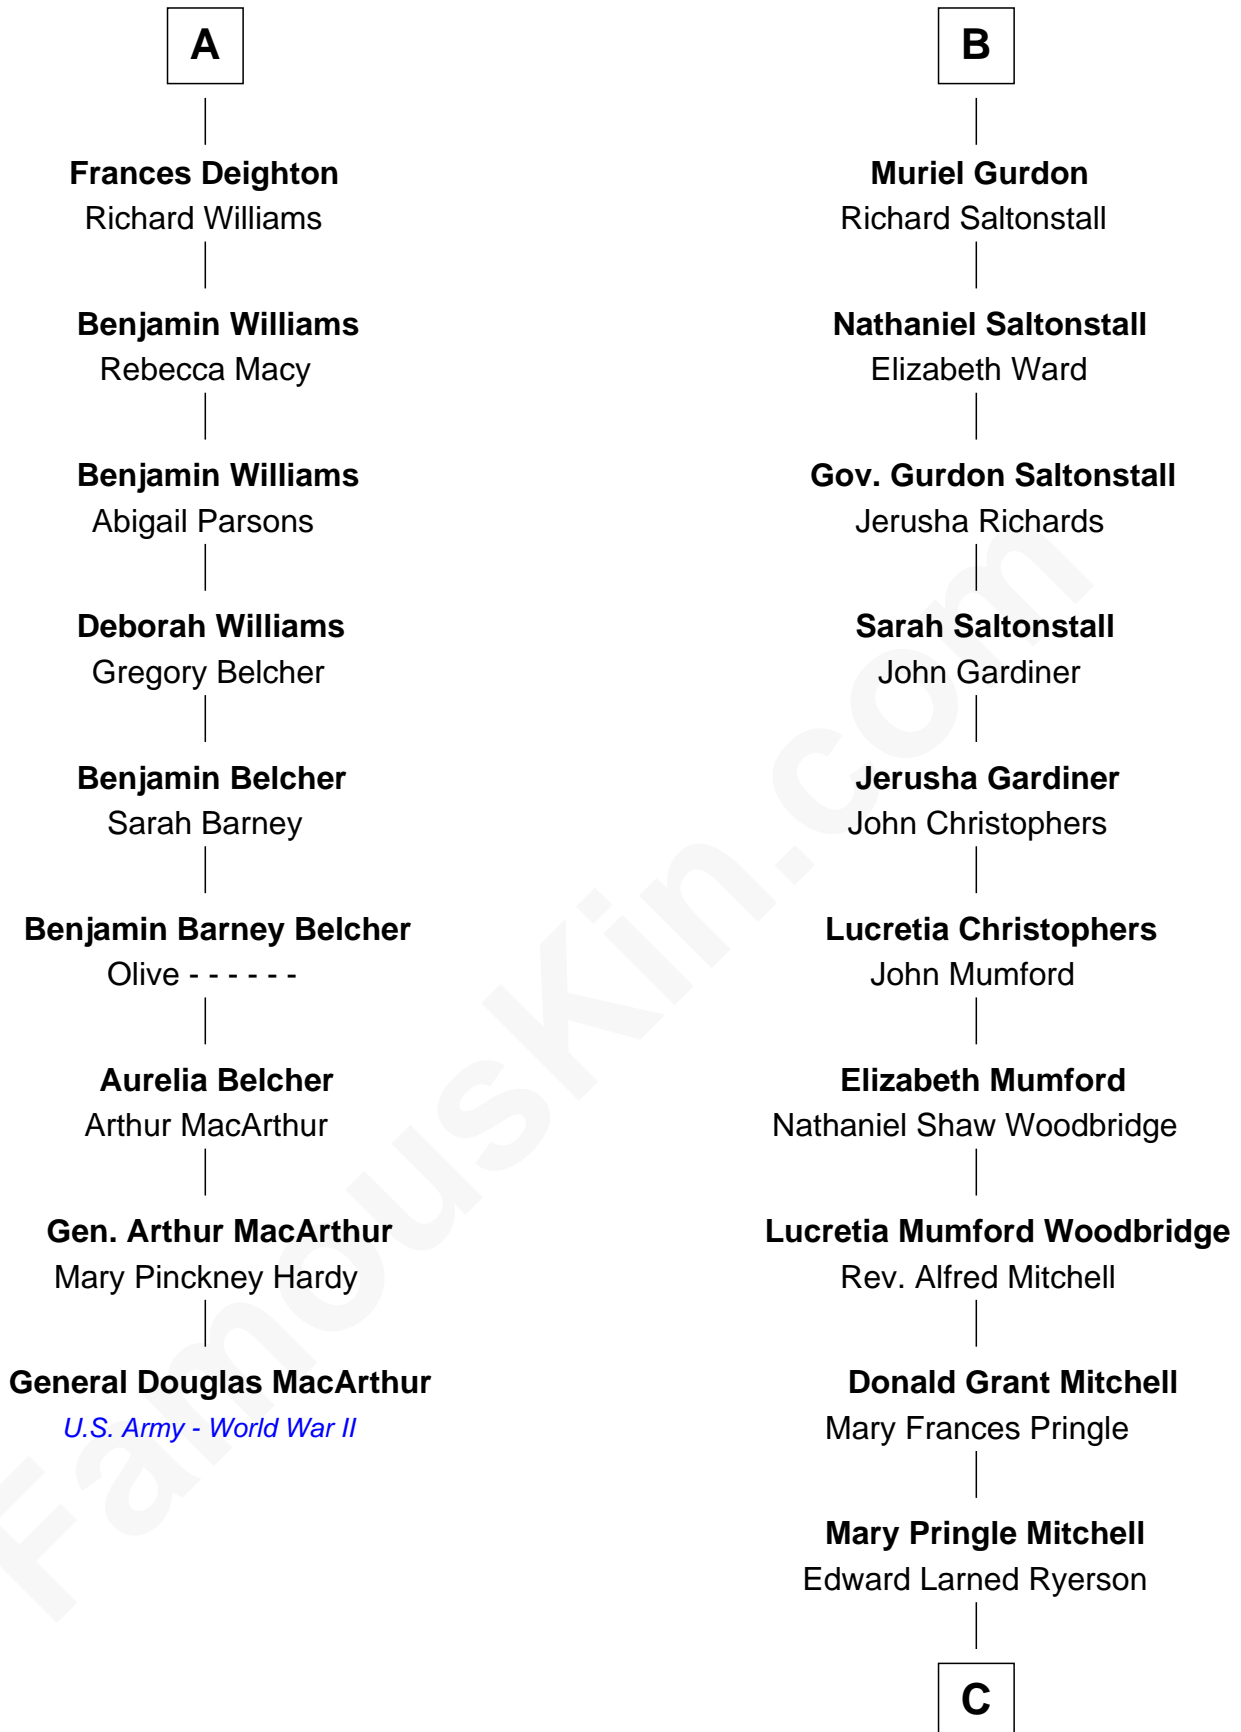 A
Frances Deighton
Richard Williams
Benjamin Williams
Rebecca Macy
Benjamin Williams
Abigail Parsons
Deborah Williams
Gregory Belcher
Benjamin Belcher
Sarah Barney
Benjamin Barney Belcher
Olive - - - - - -
Aurelia Belcher
Arthur MacArthur
Gen. Arthur MacArthur
Mary Pinckney Hardy
General Douglas MacArthur
U.S. Army - World War II
B
Muriel Gurdon
Richard Saltonstall
Nathaniel Saltonstall
Elizabeth Ward
Gov. Gurdon Saltonstall
Jerusha Richards
Sarah Saltonstall
John Gardiner
Jerusha Gardiner
John Christophers
Lucretia Christophers
John Mumford
Elizabeth Mumford
Nathaniel Shaw Woodbridge
Lucretia Mumford Woodbridge
Rev. Alfred Mitchell
Donald Grant Mitchell
Mary Frances Pringle
Mary Pringle Mitchell
Edward Larned Ryerson
C
FamousKin.com